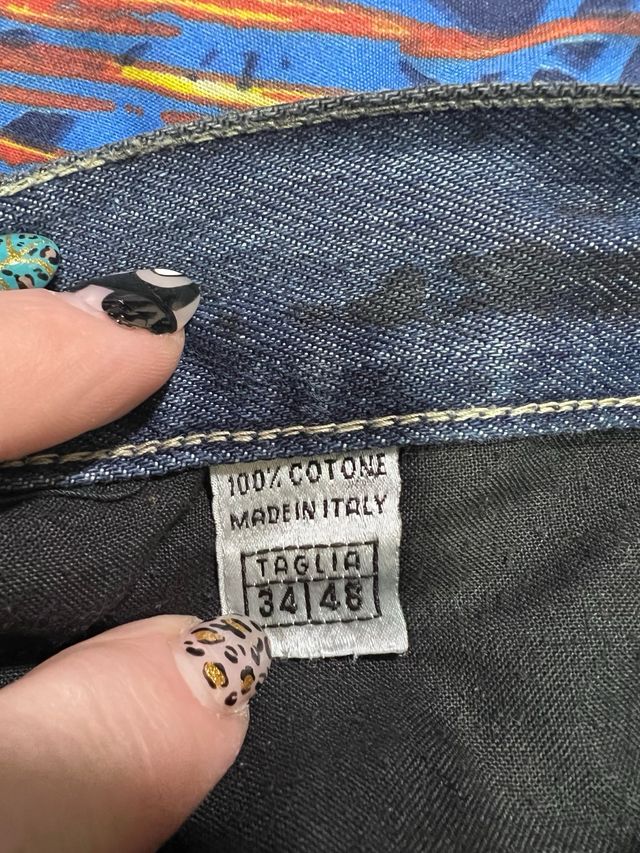 100% COTONE
MADE IN ITALY
TAGLIA
34 48